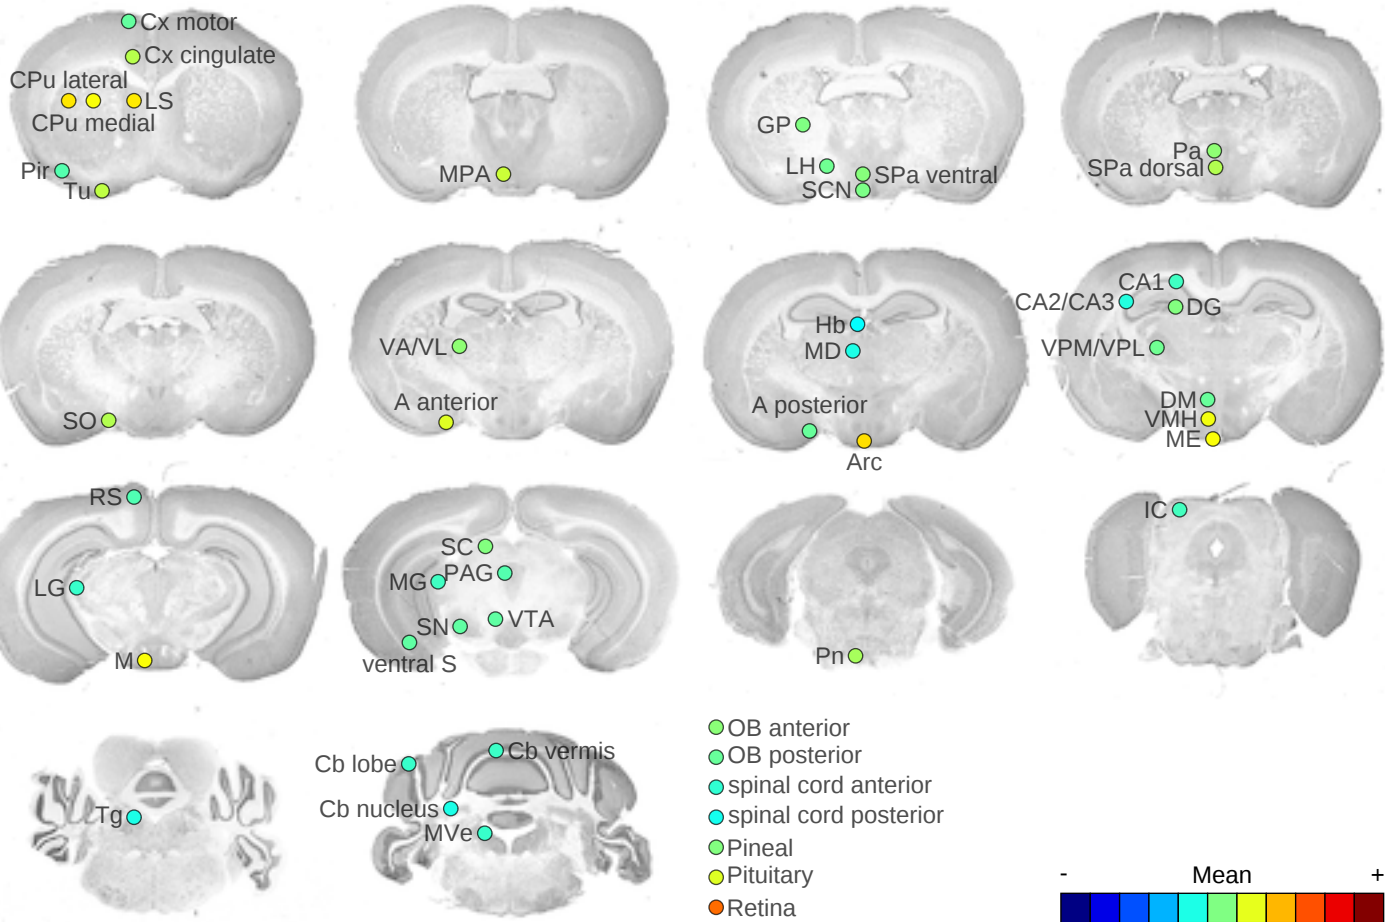 Cx motor
Cx cingulate
CPu lateral
LS
CPu medial
Pir
Tu
MPA
GP
LH
SPa ventral
SCN
Pa
SPa dorsal
SO
VA/VL
A anterior
Hb
MD
A posterior
Arc
CA1
CA2/CA3
DG
VPM/VPL
DM
VMH
ME
RS
LG
M
SC
MG
PAG
SN
VTA
ventral S
Pn
IC
Tg
Cb lobe
Cb vermis
Cb nucleus
MVe
OB anterior
OB posterior
spinal cord anterior
spinal cord posterior
Pineal
Pituitary
Retina
- Mean +